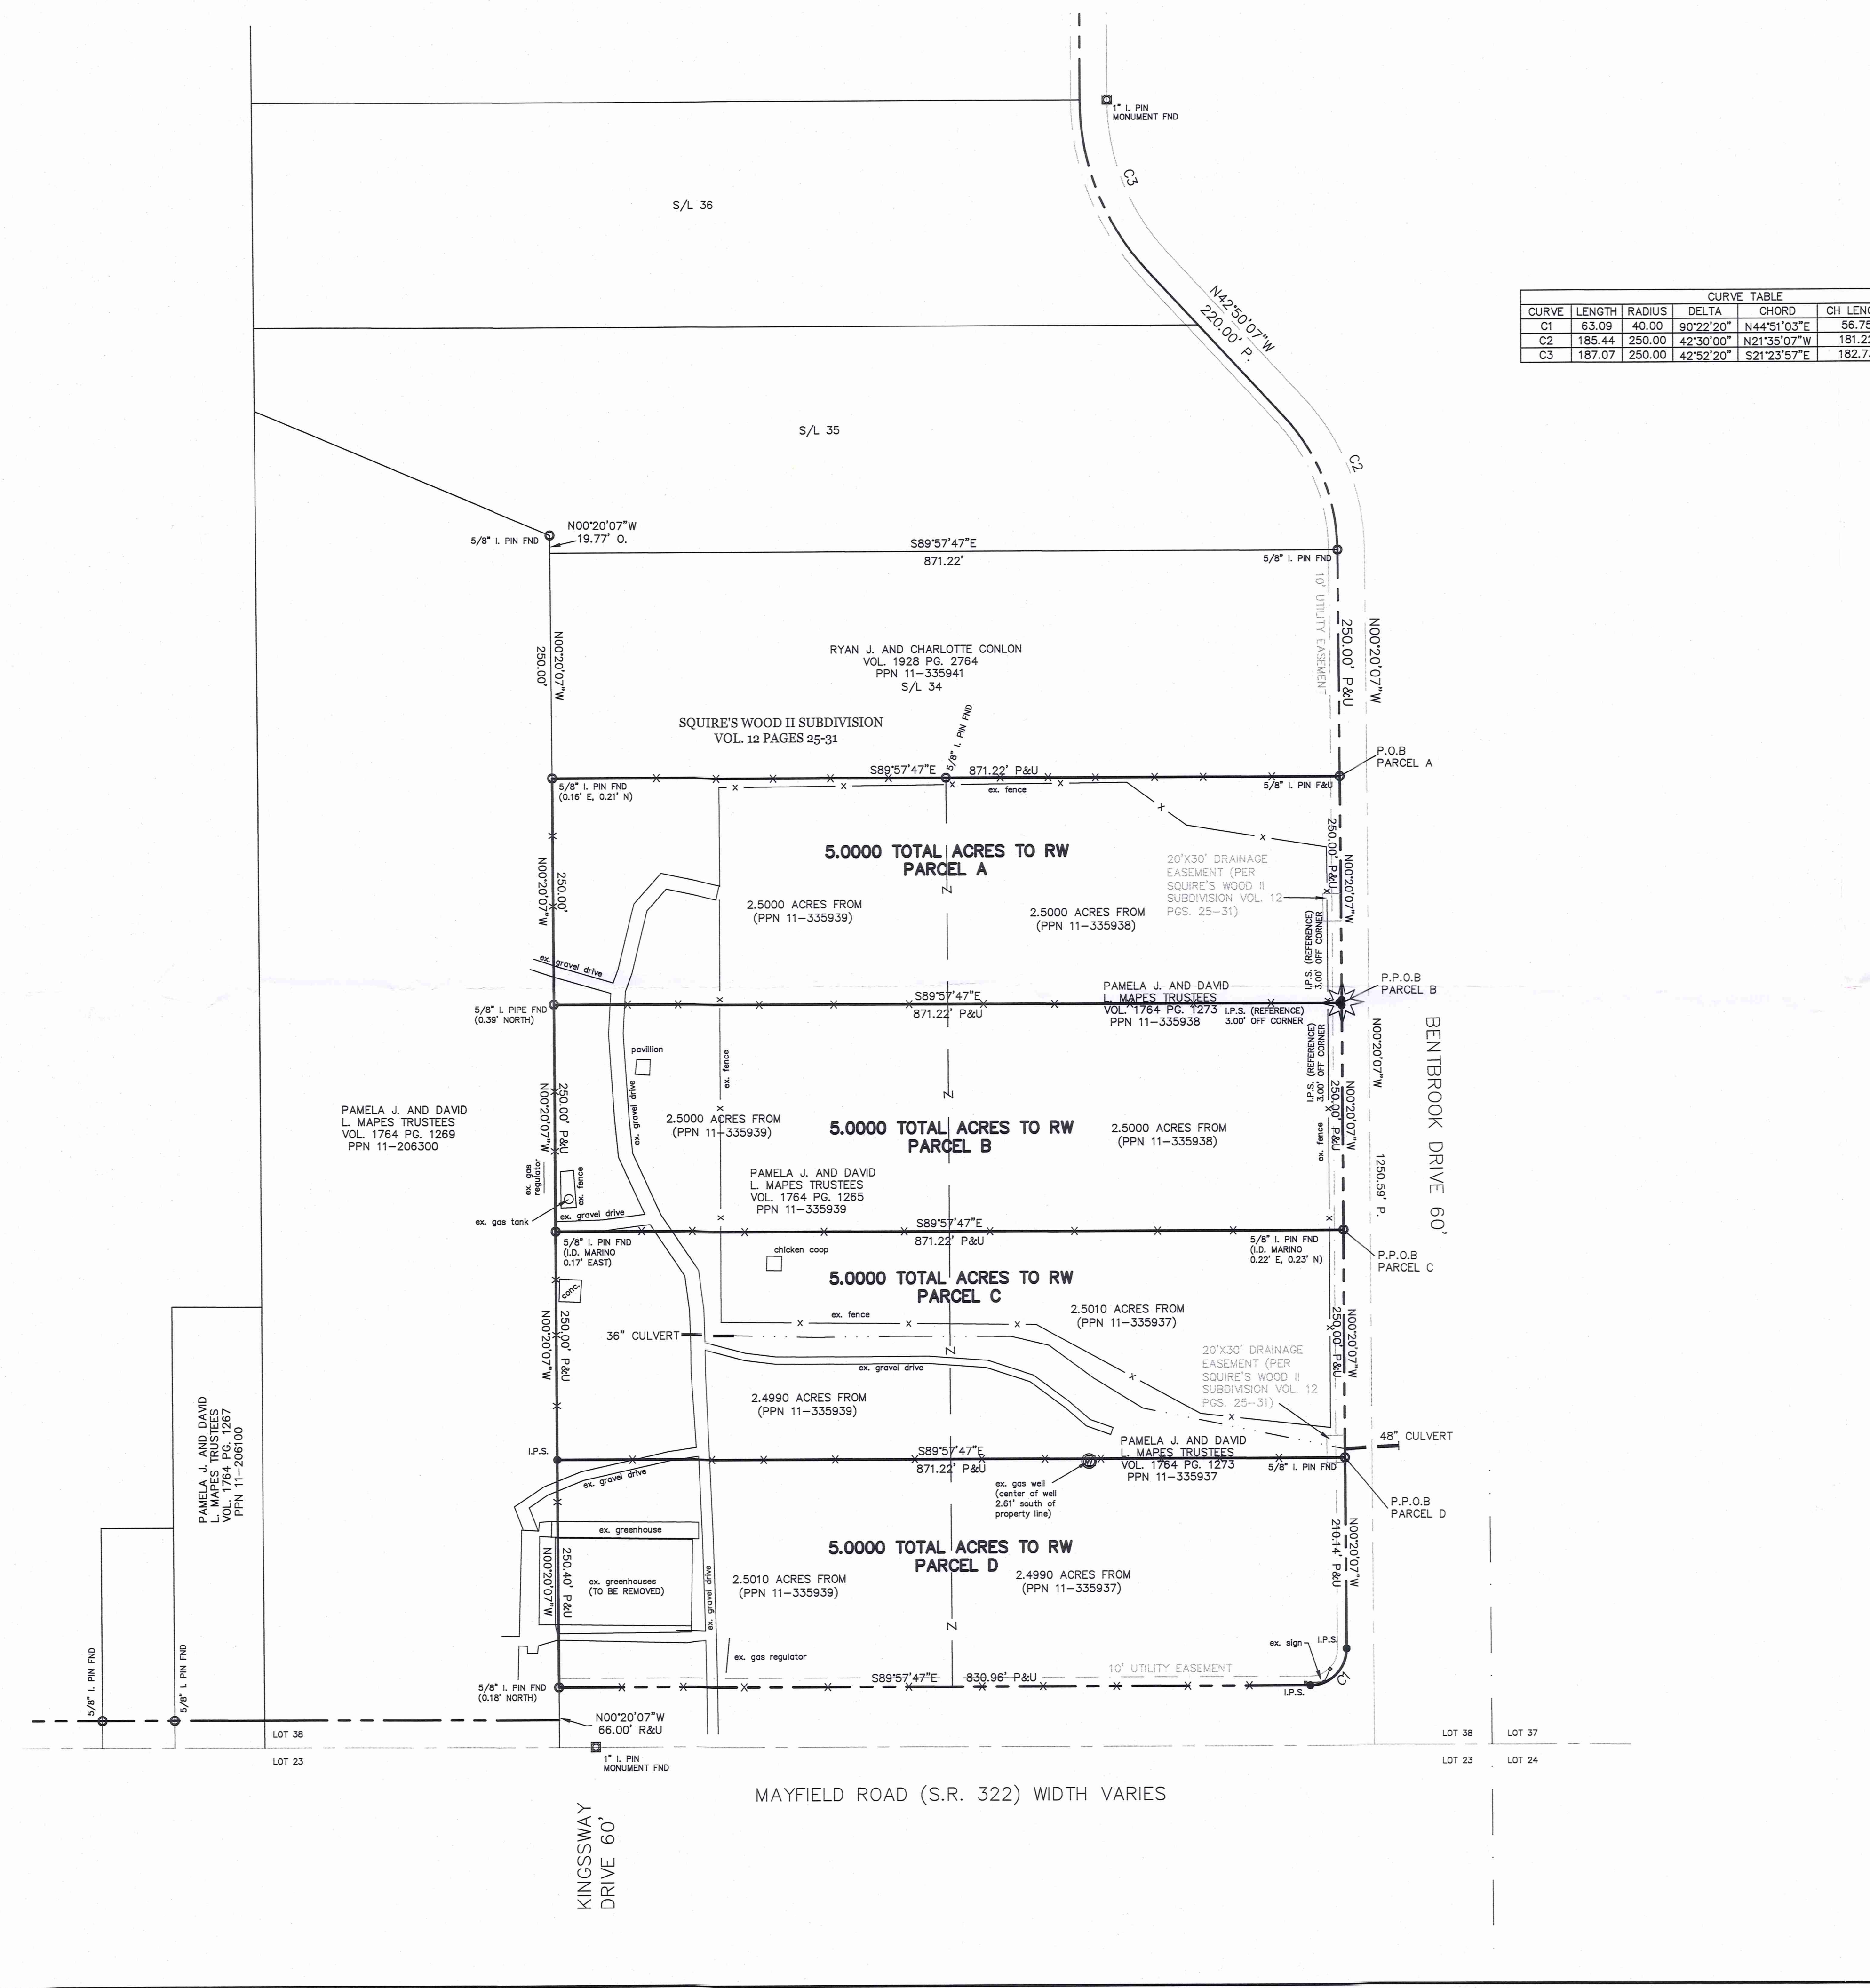 1" I. PIN
MONUMENT FND
C3
S/L 36
N42°50'07"W
220.00' P.
CURVE TABLE
CURVE LENGTH RADIUS DELTA CHORD
C1 63.09 40.00 90°22'20" N44°51'03"E 56.75
C2 185.44 250.00 42°30'00" N21°35'07"W
C3 187.07 250.00 42°52'20" S21°23'57"E
S/L 35
C2
N00°20'07"W
19.77' O.
5/8" I. PIN FND
S89°57'47"E
871.22'
5/8" I. PIN FND
10' UTILITY EASEMENT
250.00' P&U
N00°20'07"W
N00°20'07"W
250.00'
RYAN J. AND CHARLOTTE CONLON
VOL. 1928 PG. 2764
PPN 11-335941
S/L 34
SQUIRE'S WOOD II SUBDIVISION
VOL. 12 PAGES 25-31
5/8" I. PIN FND
P.O.B
PARCEL A
S89°57'47"E 871.22' P&U
5/8" I. PIN FND
(0.16' E, 0.21' N)
ex. fence
5/8" I. PIN F&U
5.0000 TOTAL ACRES TO RW
PARCEL A
20'X30' DRAINAGE
EASEMENT (PER
SQUIRE'S WOOD II
SUBDIVISION VOL. 12
PGS. 25-31)
250.00' P&U
N00°20'07"W
N00°20'07"W
250.00'
2.5000 ACRES FROM
(PPN 11-335939)
2.5000 ACRES FROM
(PPN 11-335938)
I.P.S. (REFERENCE)
3.00' OFF CORNER
ex. gravel drive
P.P.O.B
PARCEL B
PAMELA J. AND DAVID
L. MAPES TRUSTEES
VOL. 1764 PG. 1273
PPN 11-335938
I.P.S. (REFERENCE)
3.00' OFF CORNER
S89°57'47"E
871.22' P&U
5/8" I. PIPE FND
(0.39' NORTH)
I.P.S. (REFERENCE)
3.00' OFF CORNER
N00°20'07"W
BENTBROOK DRIVE 60'
pavillion
ex. fence
ex. gravel drive
N00°20'07"W
250.00' P&U
250.00' P&U
N00°20'07"W
PAMELA J. AND DAVID
L. MAPES TRUSTEES
VOL. 1764 PG. 1269
PPN 11-206300
2.5000 ACRES FROM
(PPN 11-335939)
5.0000 TOTAL ACRES TO RW
PARCEL B
2.5000 ACRES FROM
(PPN 11-335938)
ex. fence
1250.59' P.
PAMELA J. AND DAVID
L. MAPES TRUSTEES
VOL. 1764 PG. 1265
PPN 11-335939
ex. gas
regulator
ex. fence
ex. gas tank
ex. gravel drive
S89°57'47"E
871.22' P&U
5/8" I. PIN FND
(I.D. MARINO
0.17' EAST)
5/8" I. PIN FND
(I.D. MARINO
0.22' E, 0.23' N)
P.P.O.B
PARCEL C
chicken coop
conc.
5.0000 TOTAL ACRES TO RW
PARCEL C
2.5010 ACRES FROM
(PPN 11-335937)
ex. fence
36" CULVERT
N00°20'07"W
250.00' P&U
250.00' P&U
N00°20'07"W
ex. gravel drive
20'X30' DRAINAGE
EASEMENT (PER
SQUIRE'S WOOD II
SUBDIVISION VOL. 12
PGS. 25-31)
2.4990 ACRES FROM
(PPN 11-335939)
48" CULVERT
I.P.S.
S89°57'47"E
871.22' P&U
PAMELA J. AND DAVID
L. MAPES TRUSTEES
VOL. 1764 PG. 1273
PPN 11-335937
5/8" I. PIN FND
W
ex. gas well
(center of well
2.61' south of
property line)
P.P.O.B
PARCEL D
ex. gravel drive
PAMELA J. AND DAVID
L. MAPES TRUSTEES
VOL. 1764 PG. 1267
PPN 11-206100
ex. greenhouse
5.0000 TOTAL ACRES TO RW
PARCEL D
N00°20'07"W
250.40' P&U
ex. greenhouses
(TO BE REMOVED)
ex. gravel drive
2.5010 ACRES FROM
(PPN 11-335939)
2.4990 ACRES FROM
(PPN 11-335937)
210.14' P&U
N00°20'07"W
ex. sign
I.P.S.
ex. gas regulator
10' UTILITY EASEMENT
S89°57'47"E 830.96' P&U
C1
I.P.S.
5/8" I. PIN FND
(0.18' NORTH)
5/8" I. PIN FND
5/8" I. PIN FND
N00°20'07"W
66.00' R&U
LOT 38
LOT 23
LOT 38
LOT 37
LOT 23
LOT 24
1" I. PIN
MONUMENT FND
MAYFIELD ROAD (S.R. 322) WIDTH VARIES
KINGSSWAY
DRIVE 60'